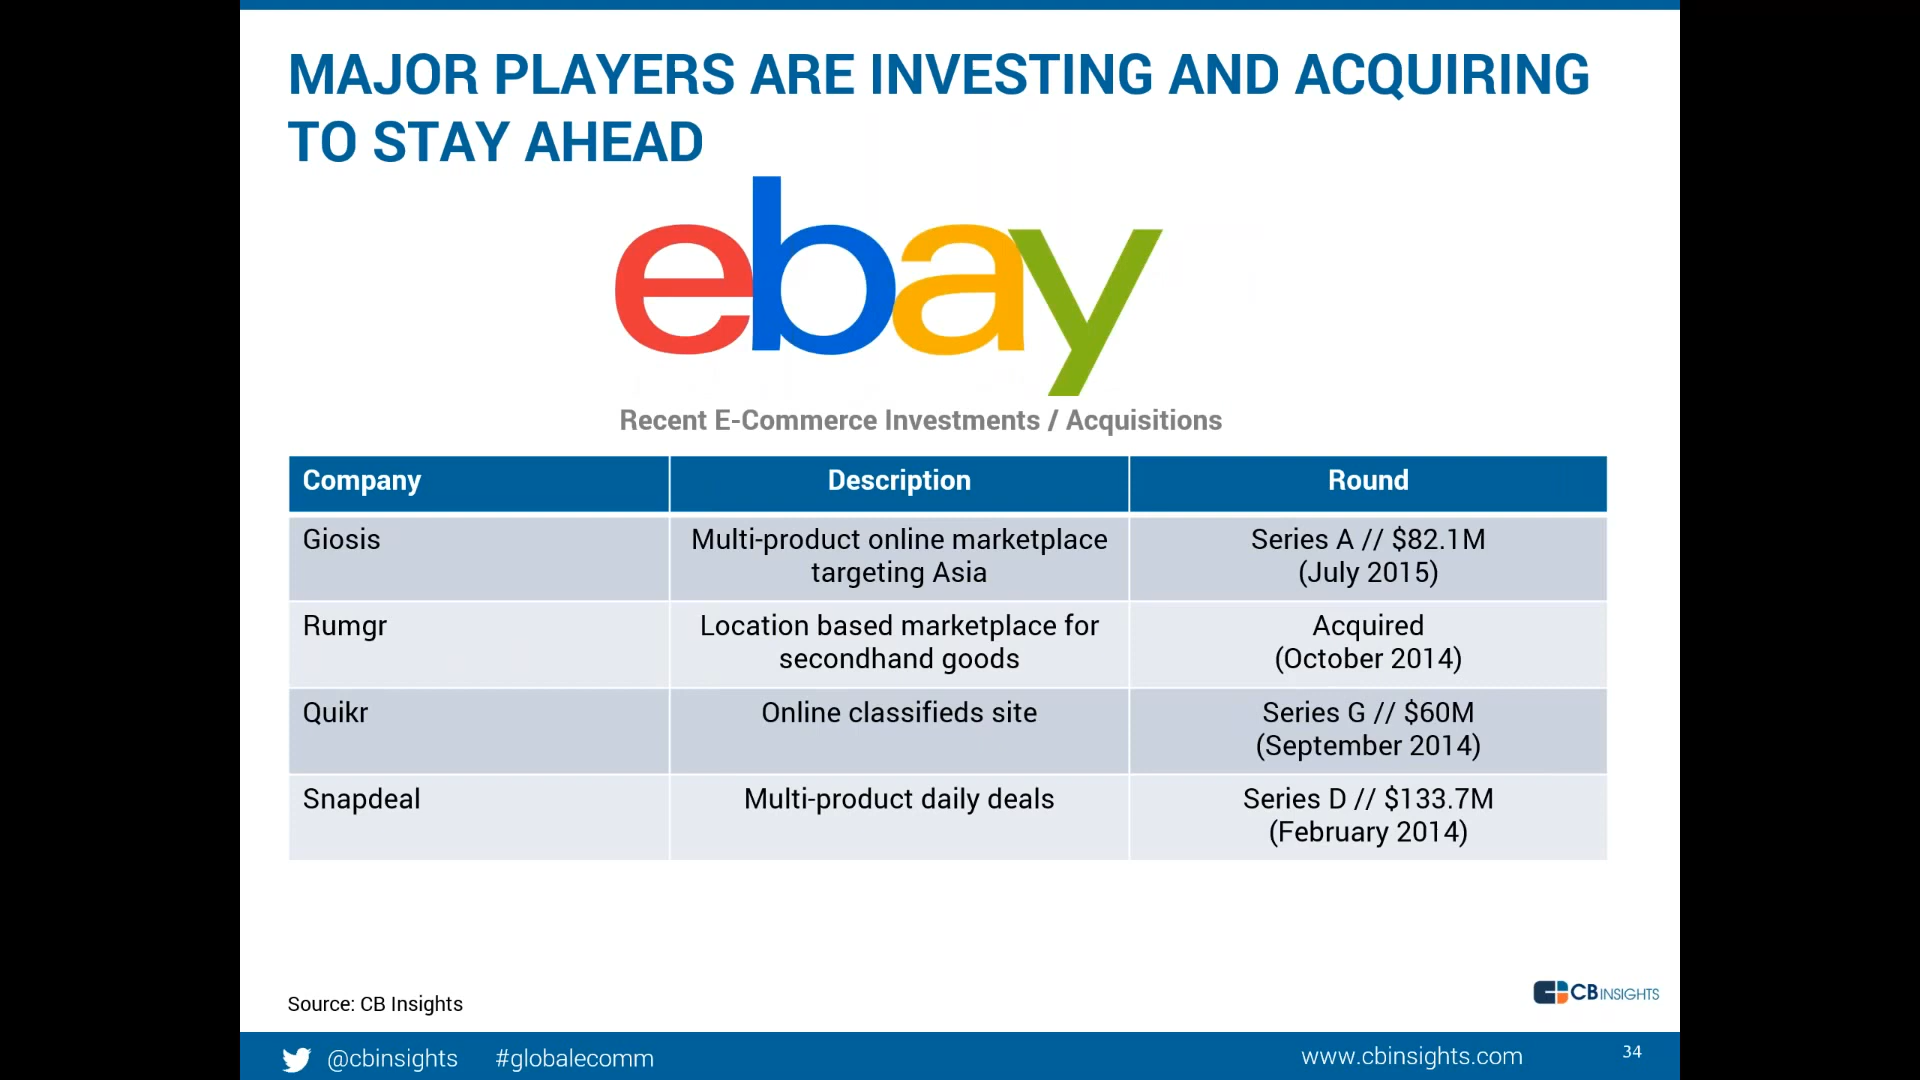 MAJOR PLAYERS ARE INVESTING AND ACQUIRING
TO STAY AHEAD
ebay
Recent E-Commerce Investments / Acquisitions
Company Description Round
Giosis Multi-product online marketplace Series A // $82.1M
targeting Asia (July 2015)
Rumgr Location based marketplace for Acquired
secondhand goods (October 2014)
Quikr Online classifieds site Series G // $60M
(September 2014)
Snapdeal Multi-product daily deals Series D // $133.7M
(February 2014)
Source: CB Insights
CBINSIGHTS
@cbinsights #globalecomm www.cbinsights.com 34